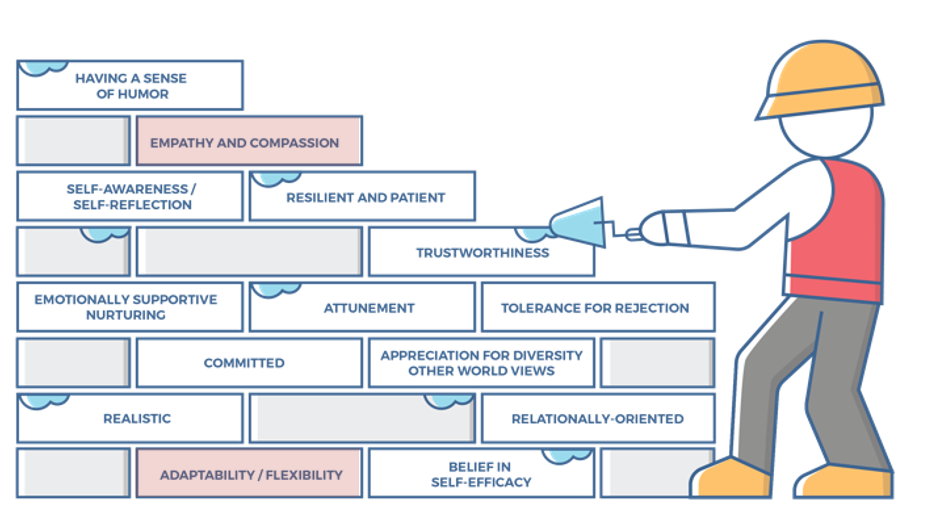 HAVING A SENSE
OF HUMOR
EMPATHY AND COMPASSION
SELF-AWARENESS /
SELF-REFLECTION
RESILIENT AND PATIENT
TRUSTWORTHINESS
EMOTIONALLY SUPPORTIVE
NURTURING
ATTUNEMENT
TOLERANCE FOR REJECTION
COMMITTED
APPRECIATION FOR DIVERSITY
OTHER WORLD VIEWS
REALISTIC
RELATIONALLY-ORIENTED
ADAPTABILITY / FLEXIBILITY
BELIEF IN
SELF-EFFICACY